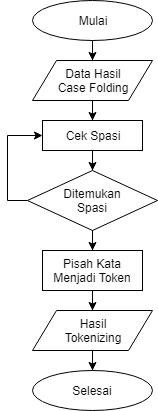 Mulai
Data Hasil
Case Folding
Cek Spasi
Ditemukan
Spasi
Pisah Kata
Menjadi Token
Hasil
Tokenizing
Selesai